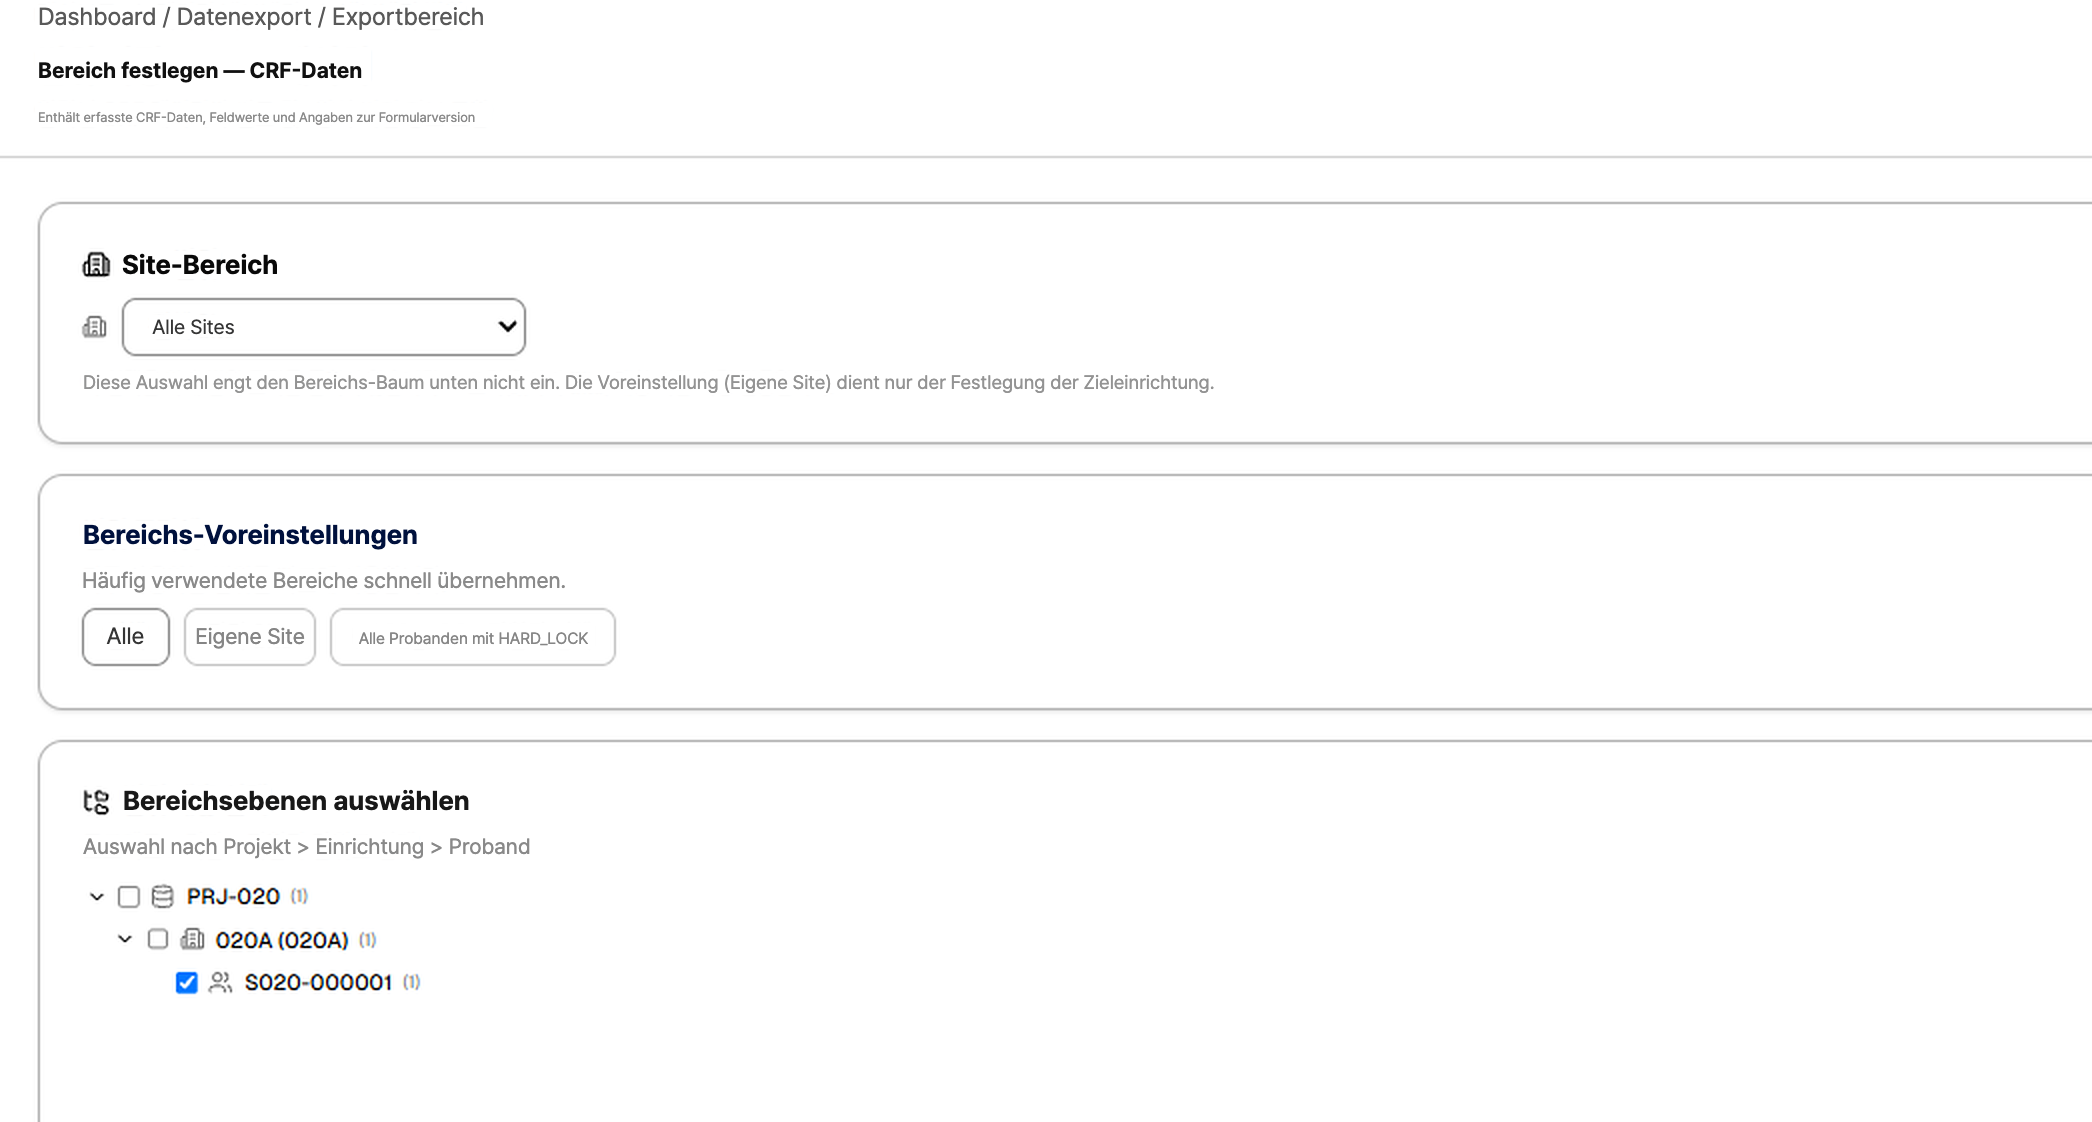 Dashboard / Datenexport / Exportbereich
Bereich festlegen — CRF-Daten
Enthält erfasste CRF-Daten, Feldwerte und Angaben zur Formularversion
Site-Bereich
Alle Sites
Diese Auswahl engt den Bereichs-Baum unten nicht ein. Die Voreinstellung (Eigene Site) dient nur der Festlegung der Zieleinrichtung.
Bereichs-Voreinstellungen
Häufig verwendete Bereiche schnell übernehmen.
Alle Eigene Site Alle Probanden mit HARD_LOCK
Bereichsebenen auswählen
Auswahl nach Projekt > Einrichtung > Proband
PRJ-020 (1)
020A (020A) (1)
S020-000001 (1)